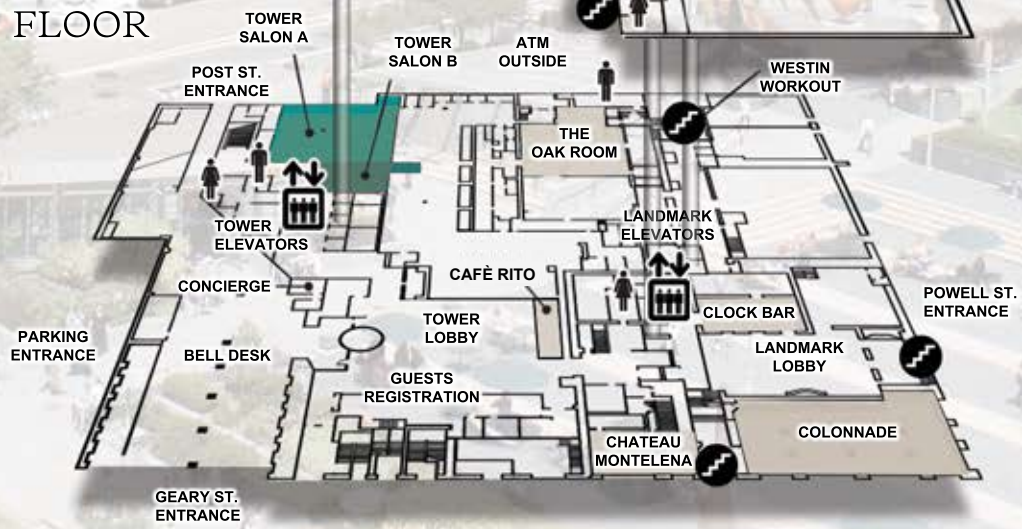 FLOOR
TOWER
SALON A
TOWER
SALON B
ATM
OUTSIDE
POST ST.
ENTRANCE
WESTIN
WORKOUT
THE
OAK ROOM
TOWER
ELEVATORS
LANDMARK
ELEVATORS
CONCIERGE
CAFÈ RITO
CLOCK BAR
POWELL ST.
ENTRANCE
PARKING
ENTRANCE
BELL DESK
TOWER
LOBBY
LANDMARK
LOBBY
GUESTS
REGISTRATION
CHATEAU
MONTELENA
COLONNADE
GEARY ST.
ENTRANCE